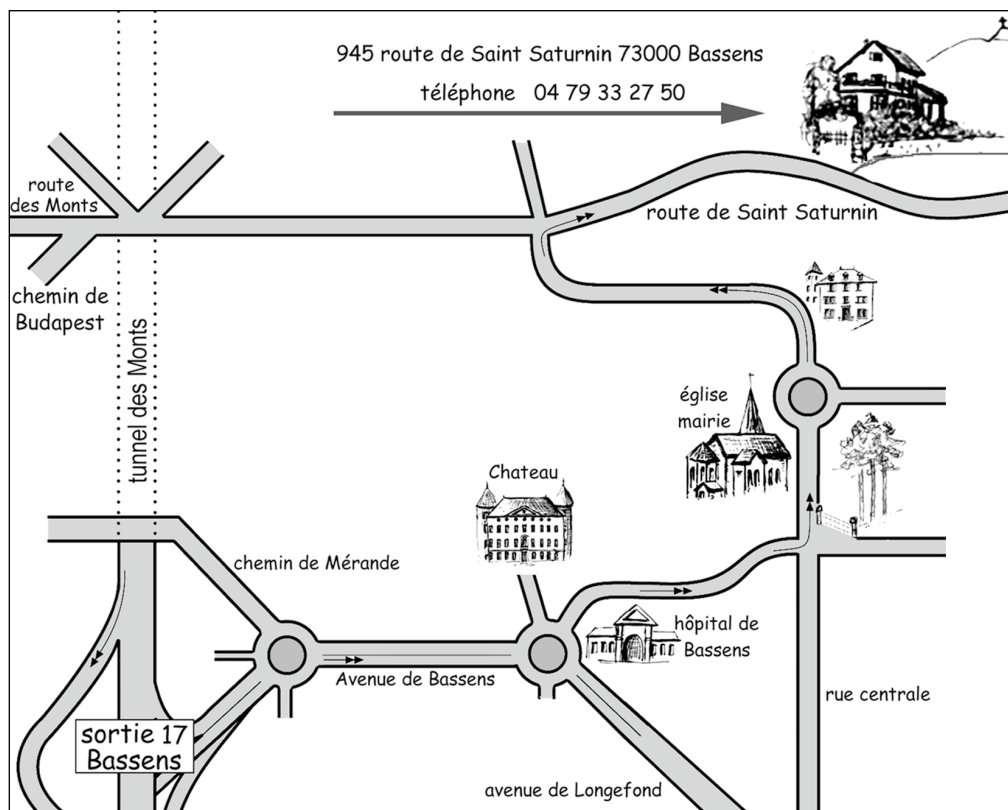 945 route de Saint Saturnin 73000 Bassens
téléphone 04 79 33 27 50
route
des Monts
route de Saint Saturnin
chemin de
Budapest
tunnel des Monts
église
mairie
Chateau
chemin de Mérande
hôpital de
Bassens
Avenue de Bassens
rue centrale
sortie 17
Bassens
avenue de Longefond